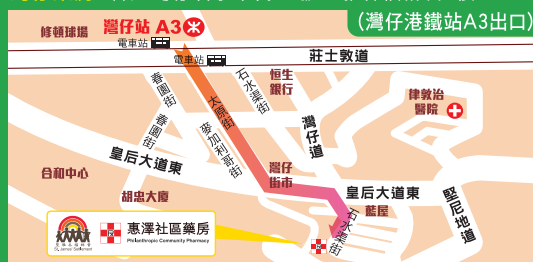 (灣仔港鐵站A3出口)
修頓球場
灣仔站 A3
電車站
電車站
莊士敦道
春園街
石水渠街
恒生
銀行
律敦治
醫院
太原街
春園街
麥加利哥街
灣仔道
皇后大道東
合和中心
灣仔
街市
皇后大道東
胡忠大廈
藍屋
堅尼地道
石水渠街
惠澤社區藥房
Philanthropic Community Pharmacy
St. James' Settlement